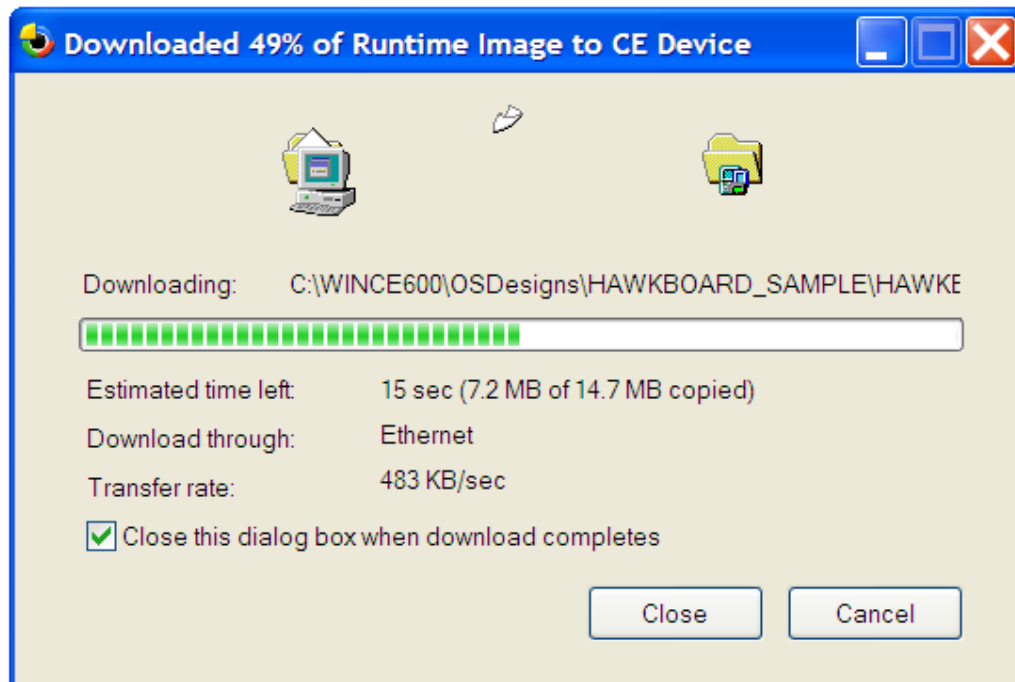 Downloaded 49% of Runtime Image to CE Device
Downloading: C:\WINCE600\OSDesigns\HAWKBOARD_SAMPLE\HAWKE
Estimated time left: 15 sec (7.2 MB of 14.7 MB copied)
Download through: Ethernet
Transfer rate: 483 KB/sec
Close this dialog box when download completes
Close Cancel